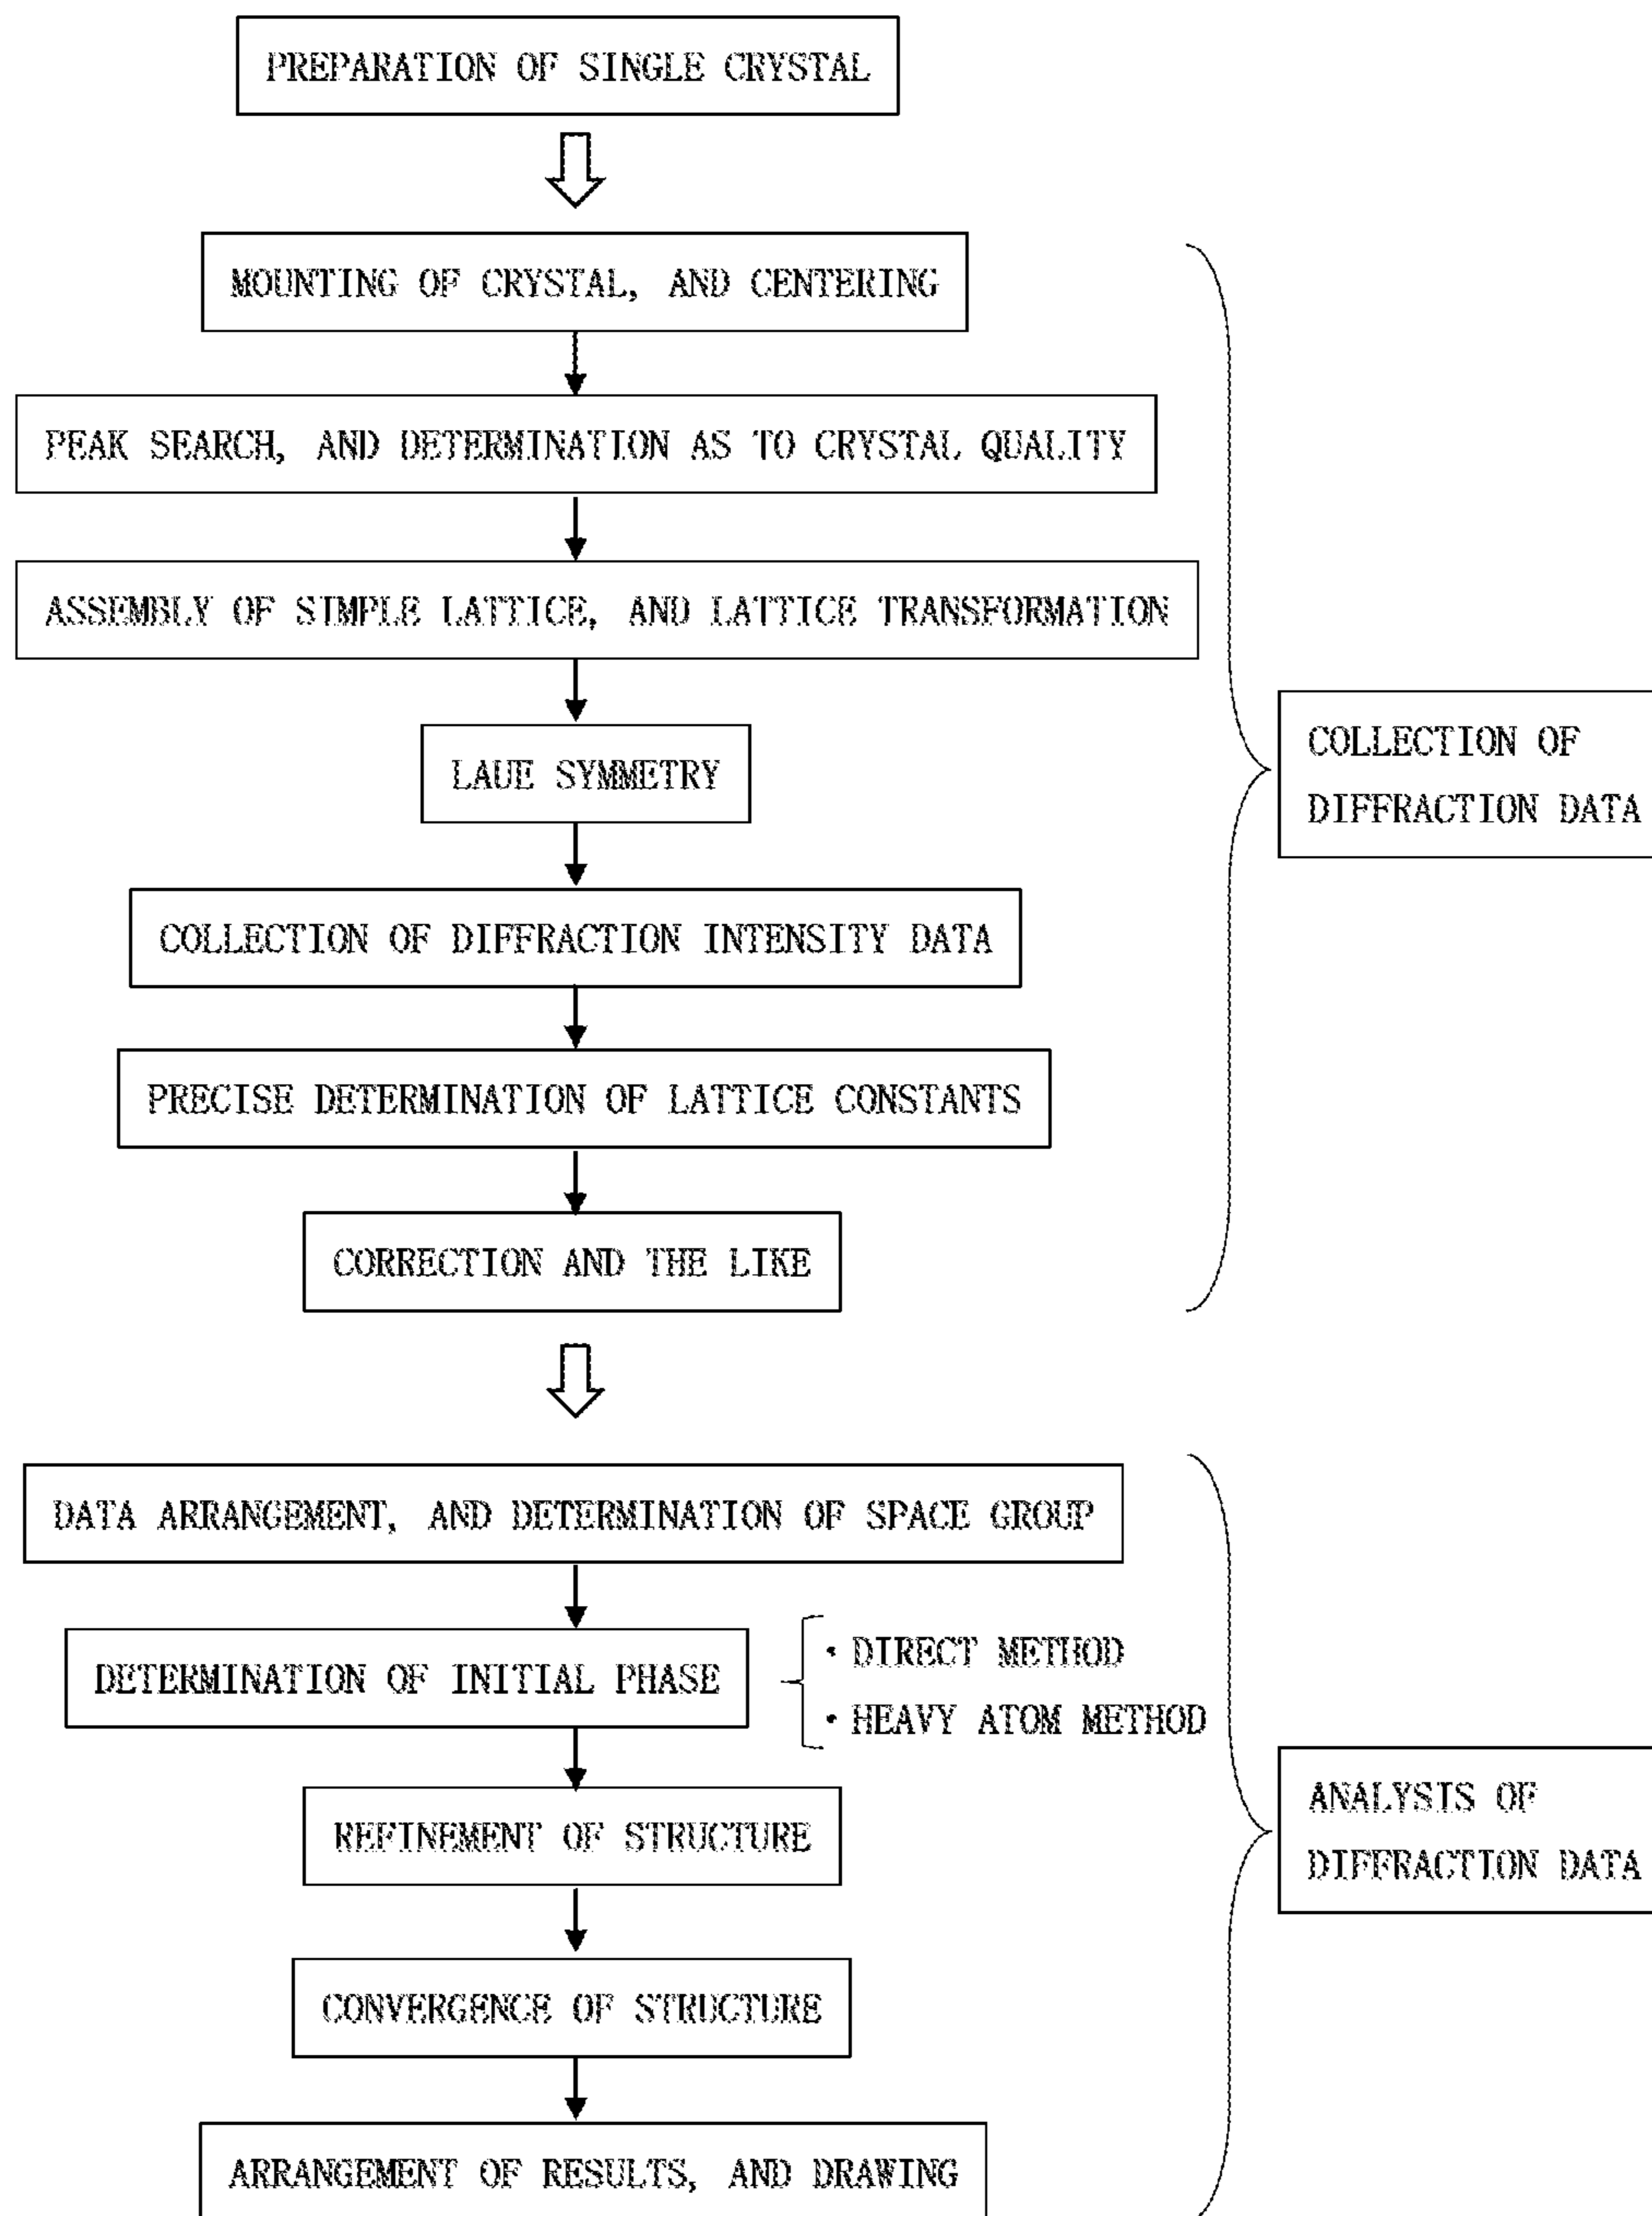 PREPARATION OF SINGLE CRYSTAL
MOUNTING OF CRYSTAL, AND CENTERING
PEAK SEARCH, AND DETERMINATION AS TO CRYSTAL QUALITY
ASSEMBLY OF SIMPLE LATTICE, AND LATTICE TRANSFORMATION
LAUE SYMMETRY
COLLECTION OF DIFFRACTION INTENSITY DATA
PRECISE DETERMINATION OF LATTICE CONSTANTS
CORRECTION AND THE LIKE
COLLECTION OF
DIFFRACTION DATA
DATA ARRANGEMENT, AND DETERMINATION OF SPACE GROUP
DETERMINATION OF INITIAL PHASE
・DIRECT METHOD
・HEAVY ATOM METHOD
REFINEMENT OF STRUCTURE
CONVERGENCE OF STRUCTURE
ARRANGEMENT OF RESULTS, AND DRAWING
ANALYSIS OF
DIFFRACTION DATA